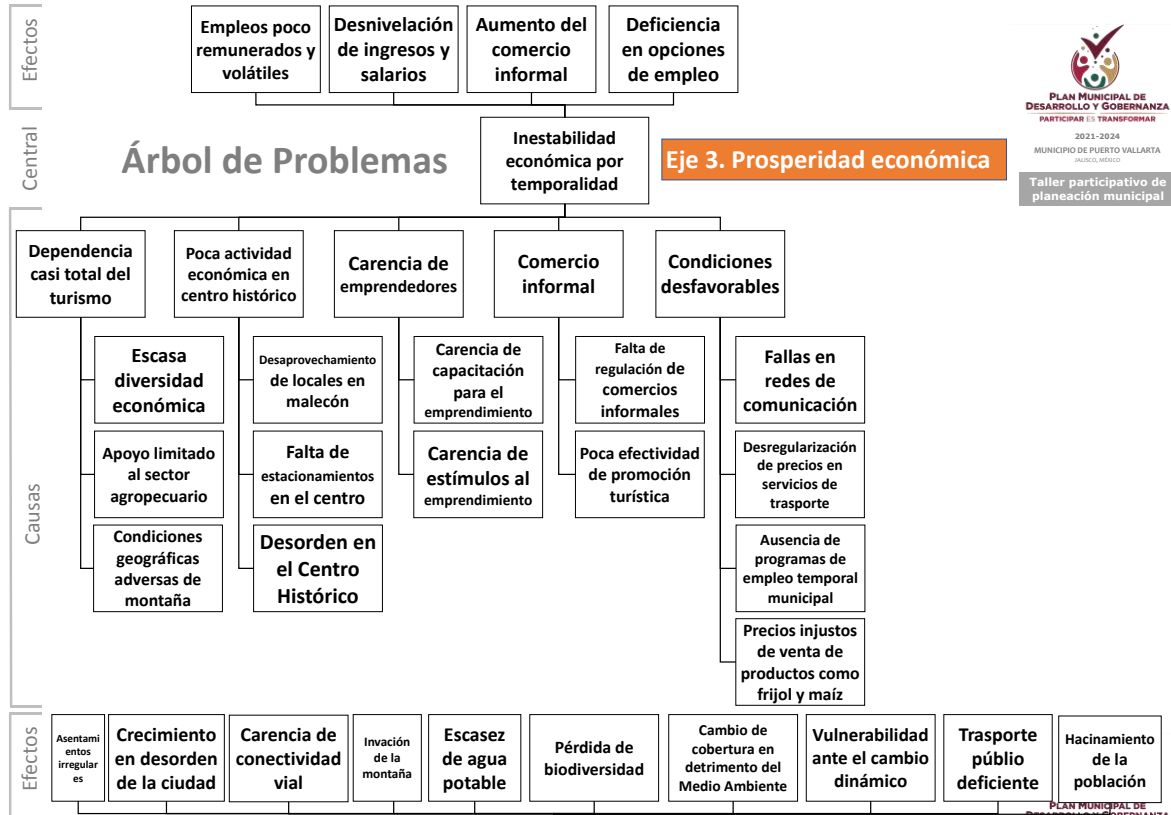 Efectos
Empleos poco
remunerados y
volátiles
Desnivelación
de ingresos y
salarios
Aumento del
comercio
informal
Deficiencia
en opciones
de empleo
PLAN MUNICIPAL DE
DESARROLLO Y GOBERNANZA
PARTICIPAR ES TRANSFORMAR
2021-2024
MUNICIPIO DE PUERTO VALLARTA
JALISCO, MÉXICO
Taller participativo de
planeación municipal
Central
Árbol de Problemas
Inestabilidad
económica por
temporalidad
Eje 3. Prosperidad económica
Causas
Dependencia
casi total del
turismo
Poca actividad
económica en
centro histórico
Carencia de
emprendedores
Comercio
informal
Condiciones
desfavorables
Escasa
diversidad
económica
Apoyo limitado
al sector
agropecuario
Condiciones
geográficas
adversas de
montaña
Desaprovechamiento
de locales en
malecón
Falta de
estacionamientos
en el centro
Desorden en
el Centro
Histórico
Carencia de
capacitación
para el
emprendimiento
Carencia de
estímulos al
emprendimiento
Falta de
regulación de
comercios
informales
Poca efectividad
de promoción
turística
Fallas en
redes de
comunicación
Desregularización
de precios en
servicios de
trasporte
Ausencia de
programas de
empleo temporal
municipal
Precios injustos
de venta de
productos como
frijol y maíz
Efectos
Asentami
entos
irregular
es
Crecimiento
en desorden
de la ciudad
Carencia de
conectividad
vial
Invación
de la
montaña
Escasez
de agua
potable
Pérdida de
biodiversidad
Cambio de
cobertura en
detrimento del
Medio Ambiente
Vulnerabilidad
ante el cambio
dinámico
Trasporte
públio
deficiente
Hacinamiento
de la
población
PLAN MUNICIPAL DE
DESARROLLO Y GOBERNANZA